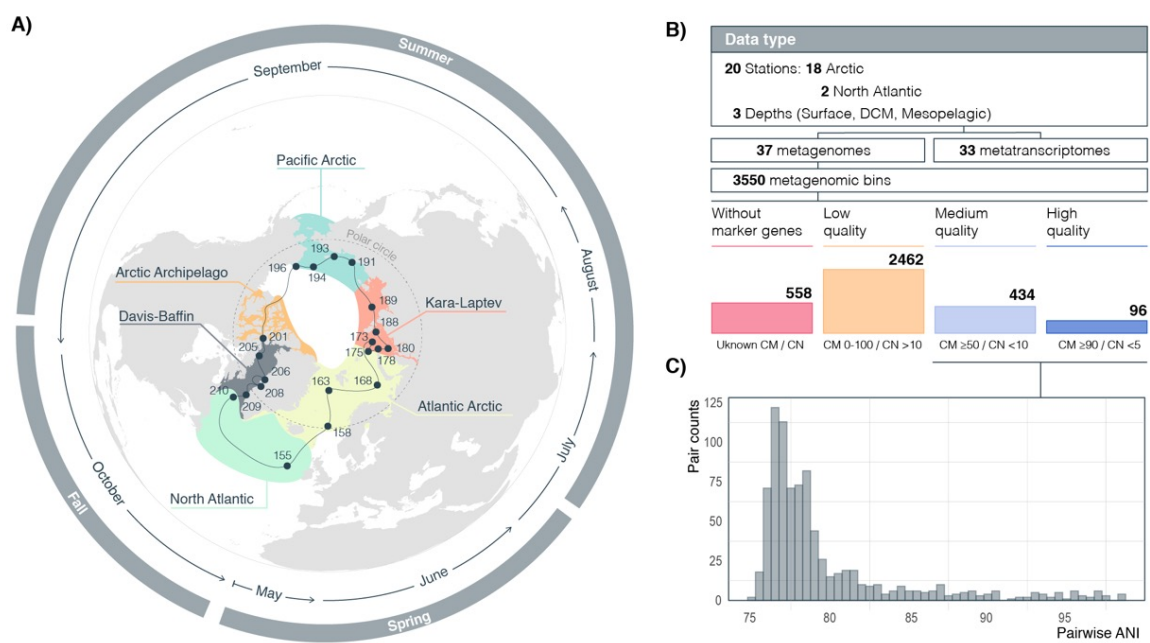 A)
Summer
September
Pacific Arctic
Polar circle
193
191
196
194
Arctic Archipelago
August
189
Kara-Laptev
Davis-Baffin
188
173
201
180
205
175
178
206
163
168
210
208
209
Atlantic Arctic
158
July
155
October
North Atlantic
Fall
May
June
Spring
B)
Data type
20 Stations: 18 Arctic
2 North Atlantic
3 Depths (Surface, DCM, Mesopelagic)
37 metagenomes
33 metatranscriptomes
3550 metagenomic bins
Without
marker genes
Low
quality
Medium
quality
High
quality
558
2462
434
96
Uknown CM / CN
CM 0-100 / CN >10
CM ≥50 / CN <10
CM ≥90 / CN <5
C)
Pair counts
125
100
75
50
25
0
75
80
85
90
95
Pairwise ANI